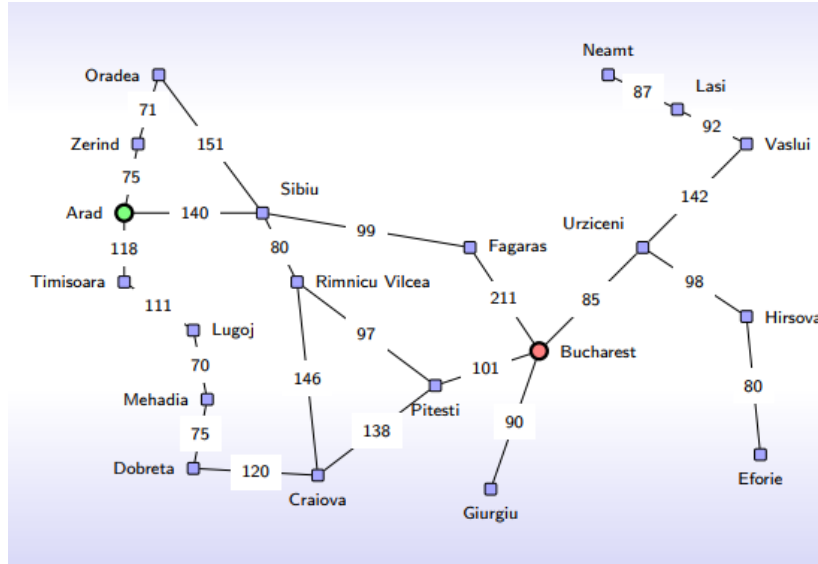 Neamt
Oradea
87
Lasi
71
92
Zerind
151
Vaslui
75
Sibiu
142
Arad
140
99
Urziceni
118
80
Fagaras
Timisoara
Rimnicu Vilcea
98
111
211
85
Hirsova
Lugoj
97
Bucharest
70
146
101
80
Mehadia
Pitesti
75
138
90
Dobreta
120
Eforie
Craiova
Giurgiu